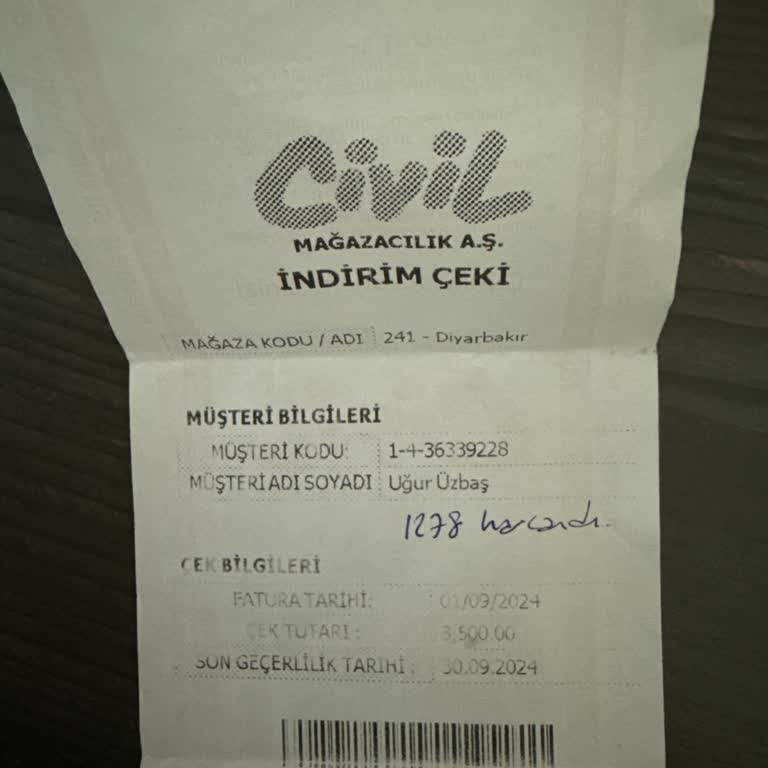 Civil
MAĞAZACILIK A.Ş.
İNDİRİM ÇEKİ
MAĞAZA KODU / ADI 241 - Diyarbakır
MÜŞTERİ BİLGİLERİ
MÜŞTERİ KODU: 1-4-36339228
MÜŞTERİ ADI SOYADI Uğur Üzbaş
1278 harcandı.
ÇEK BİLGİLERİ
FATURA TARİHİ: 01/09/2024
ÇEK TUTARI : 3,500.00
SON GEÇERLİLİK TARİHİ : 30.09.2024